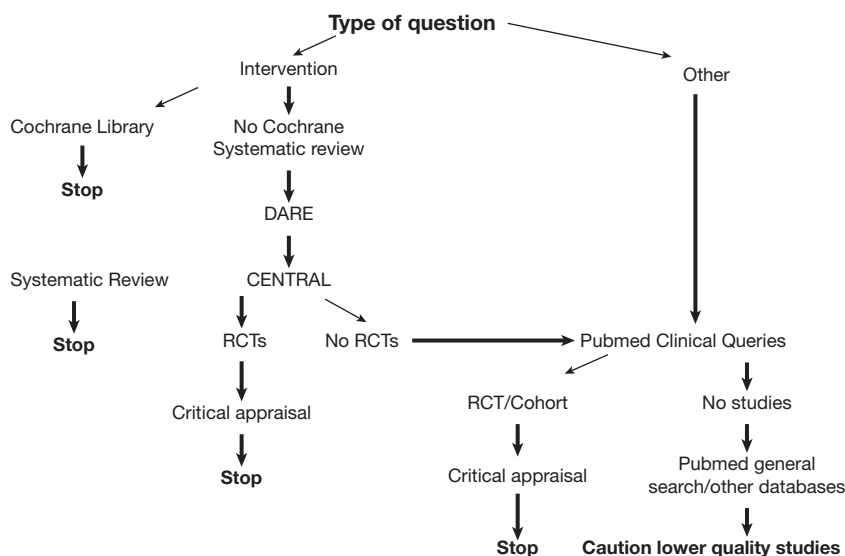 Type of question
Intervention
Other
Cochrane Library
No Cochrane
Systematic review
Stop
DARE
Systematic Review
CENTRAL
Stop
RCTs
No RCTs
Pubmed Clinical Queries
Critical appraisal
RCT/Cohort
No studies
Stop
Critical appraisal
Pubmed general
search/other databases
Stop
Caution lower quality studies